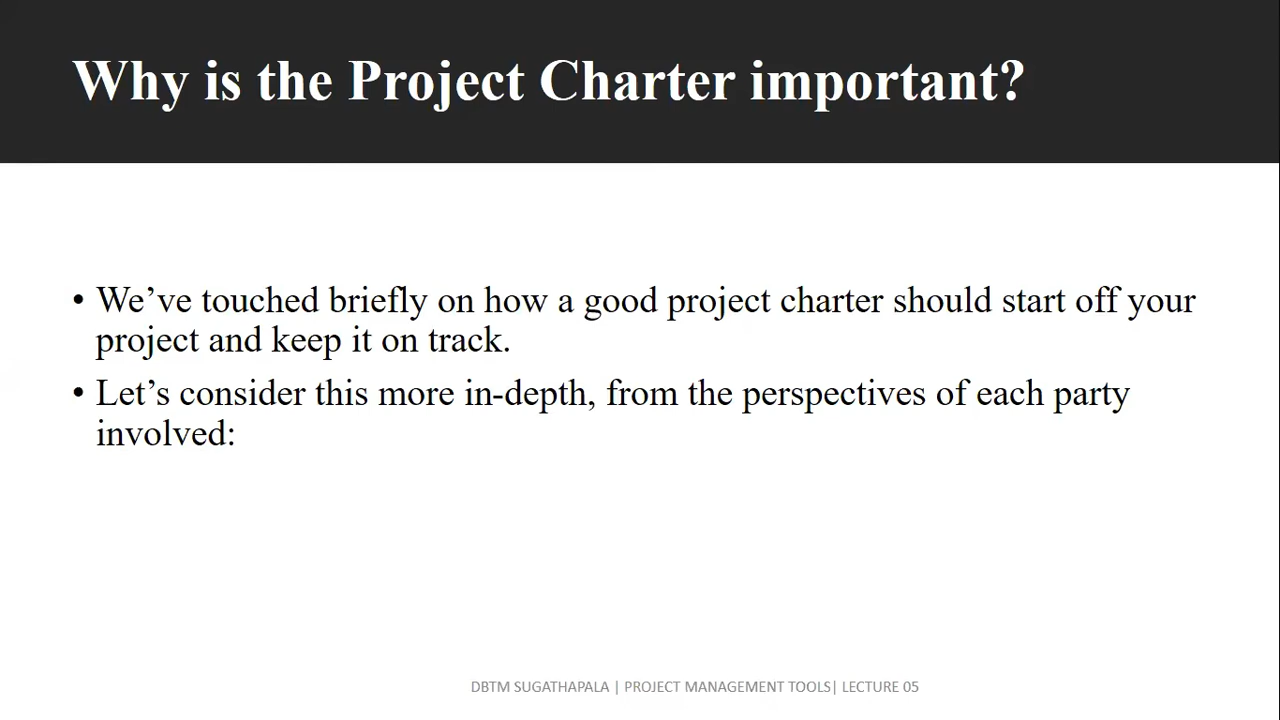 Why is the Project Charter important?
• We’ve touched briefly on how a good project charter should start off your
project and keep it on track.
• Let’s consider this more in-depth, from the perspectives of each party
involved:
DBTM SUGATHAPALA | PROJECT MANAGEMENT TOOLS| LECTURE 05